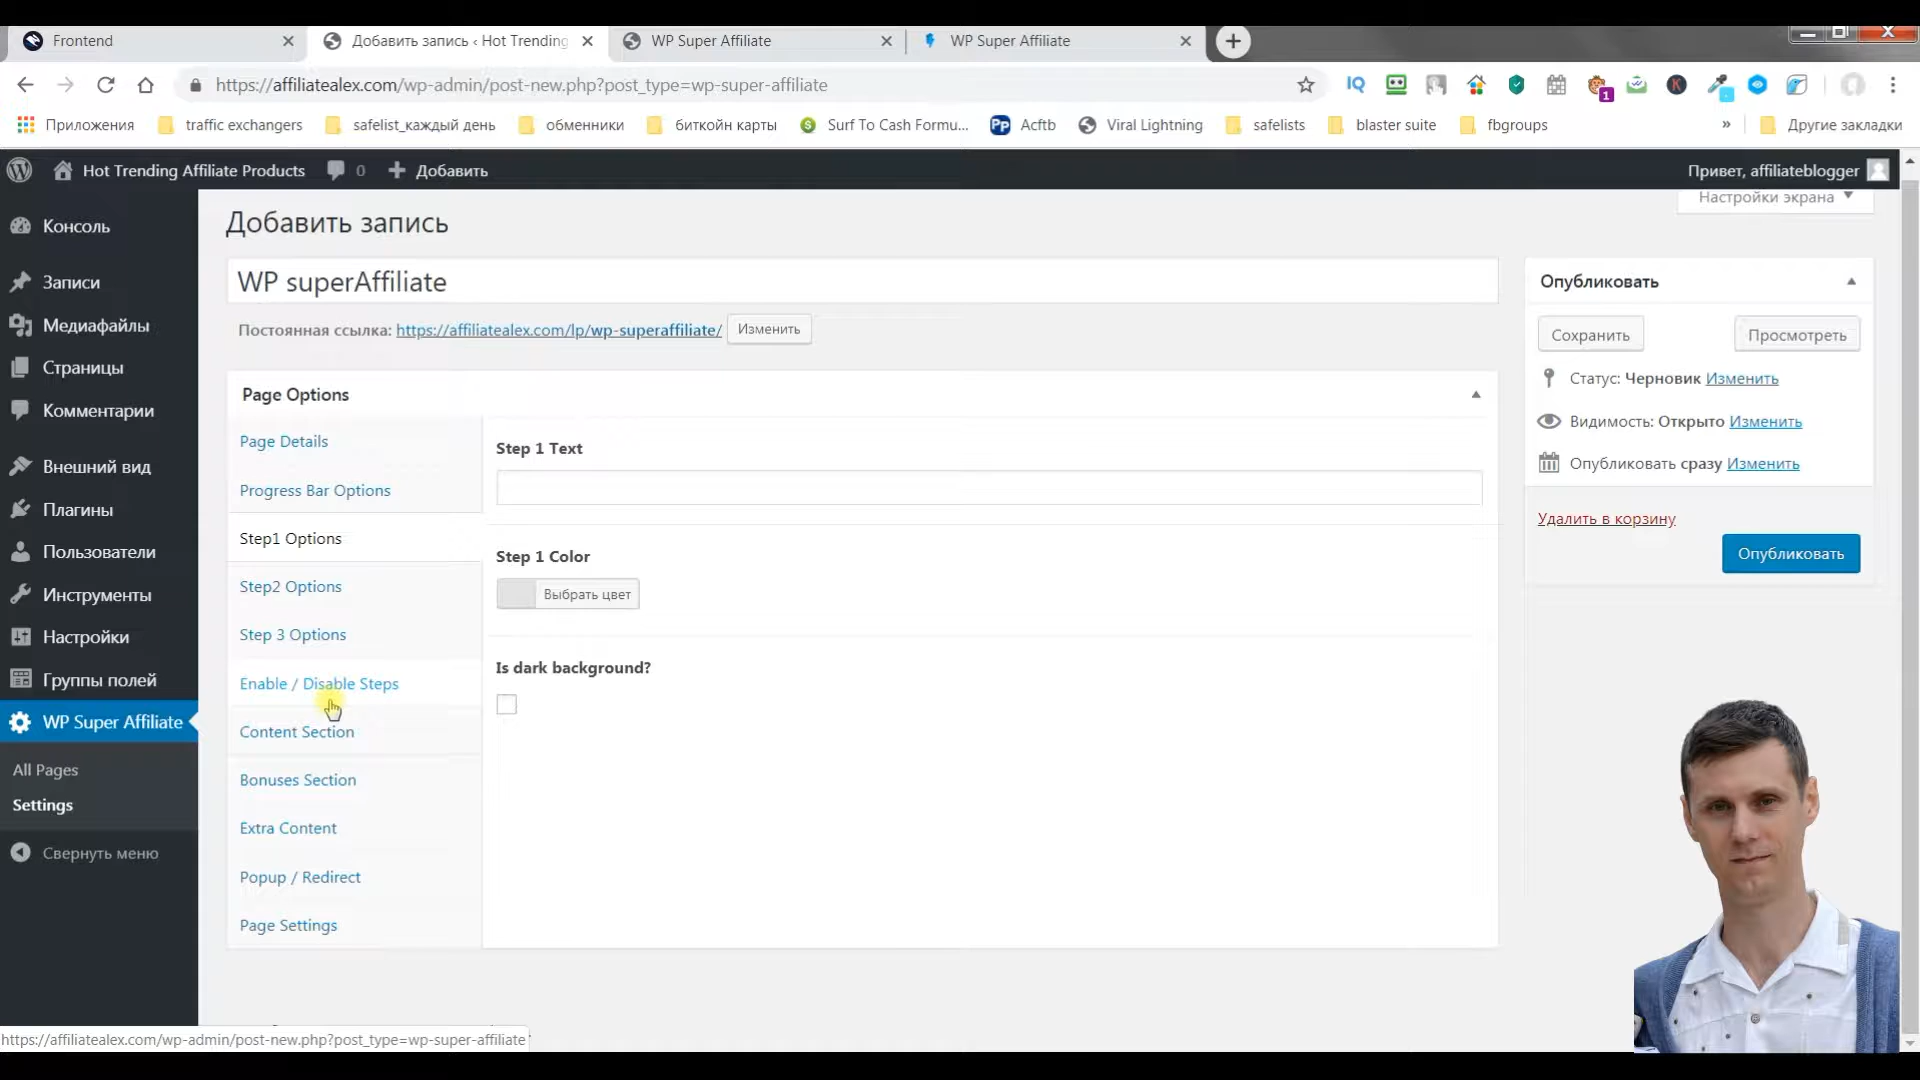 Frontend
Добавить запись ‹ Hot Trending
WP Super Affiliate
WP Super Affiliate
https://affiliatealex.com/wp-admin/post-new.php?post_type=wp-super-affiliate
IQ
1
K
Приложения
traffic exchangers
safelist_каждый день
обменники
биткойн карты
Surf To Cash Formu...
Pp
Acftb
Viral Lightning
safelists
blaster suite
fbgroups
»
Другие закладки
Hot Trending Affiliate Products
0
Добавить
Привет, affiliateblogger
Настройки экрана
Консоль
Записи
Медиафайлы
Страницы
Комментарии
Внешний вид
Плагины
Пользователи
Инструменты
Настройки
Группы полей
WP Super Affiliate
All Pages
Settings
Свернуть меню
Добавить запись
WP superAffiliate
Постоянная ссылка: https://affiliatealex.com/lp/wp-superaffiliate/ Изменить
Page Options
Page Details
Progress Bar Options
Step1 Options
Step2 Options
Step 3 Options
Enable / Disable Steps
Content Section
Bonuses Section
Extra Content
Popup / Redirect
Page Settings
Step 1 Text
Step 1 Color
Выбрать цвет
Is dark background?
Опубликовать
Сохранить
Просмотреть
Статус: Черновик Изменить
Видимость: Открыто Изменить
Опубликовать сразу Изменить
Удалить в корзину
Опубликовать
https://affiliatealex.com/wp-admin/post-new.php?post_type=wp-super-affiliate